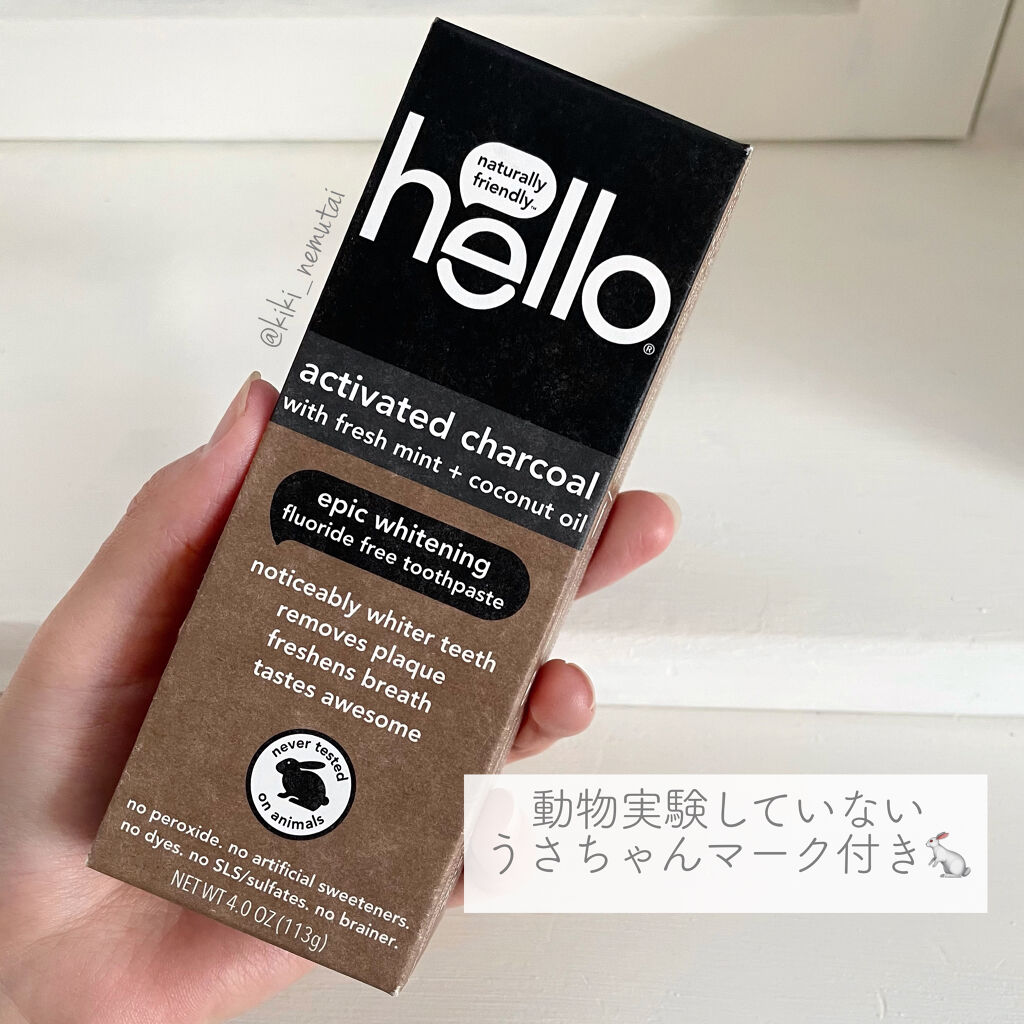 naturally
friendly™
hello®
@kiki_nemutai
activated charcoal
with fresh mint + coconut oil
epic whitening
fluoride free toothpaste
noticeably whiter teeth
removes plaque
freshens breath
tastes awesome
never tested
on animals
no peroxide. no artificial sweeteners.
no dyes. no SLS/sulfates. no brainer.
NET WT 4.0 OZ (113g)
動物実験していない
うさちゃんマーク付き🐇